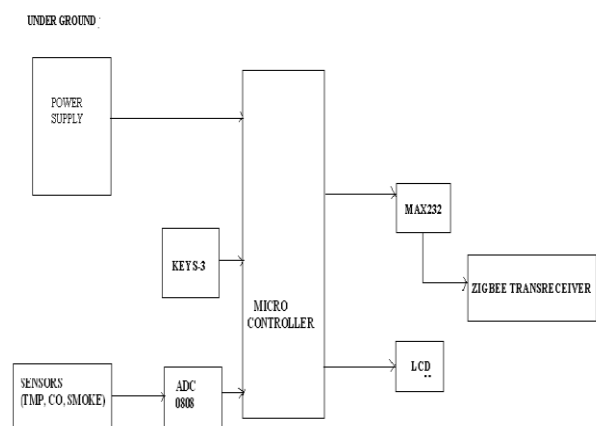 UNDER GROUND :
POWER
SUPPLY
MAX232
KEYS-3
ZIGBEE TRANSRECEIVER
MICRO
CONTROLLER
LCD
SENSORS
(TMP, CO, SMOKE)
ADC
0808